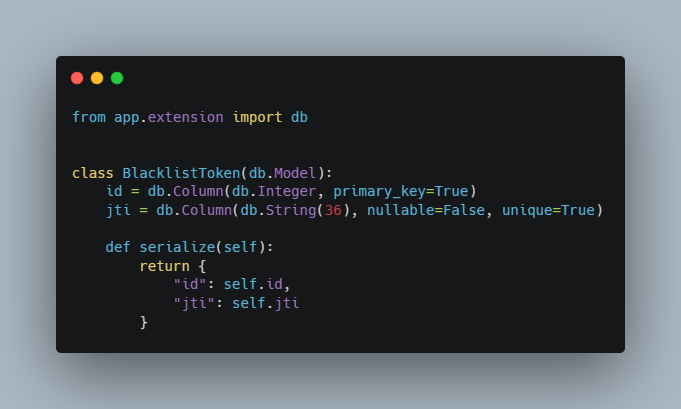 from app.extension import db
class BlacklistToken(db.Model):
    id = db.Column(db.Integer, primary_key=True)
    jti = db.Column(db.String(36), nullable=False, unique=True)
    def serialize(self):
        return {
            "id": self.id,
            "jti": self.jti
        }